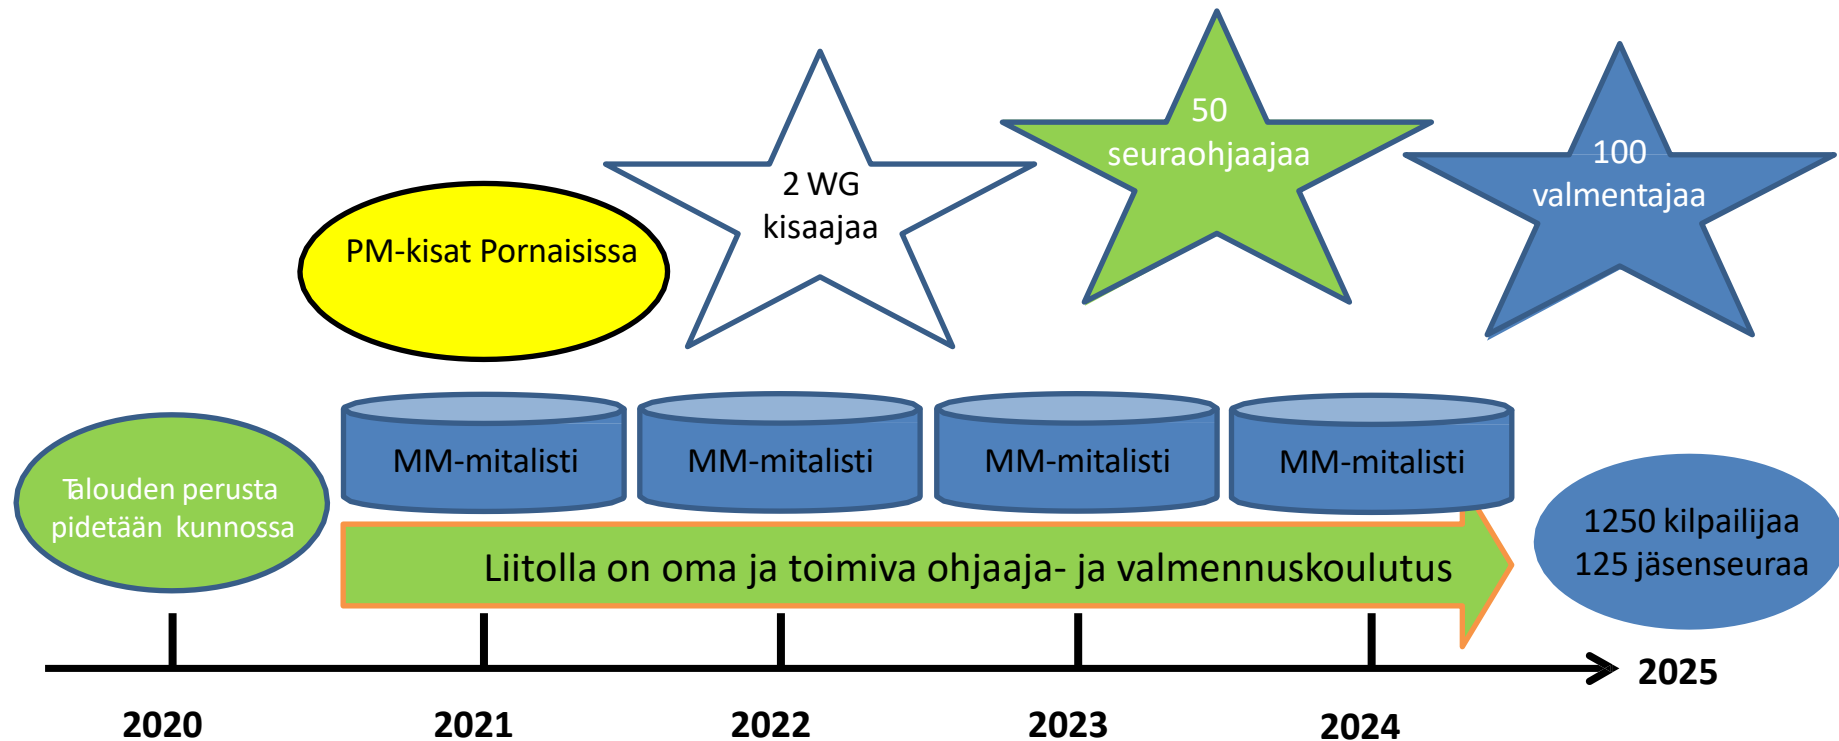 50
seuraohjaajaa
100
valmentajaa
2 WG
kisaajaa
PM-kisat Pornaisissa
MM-mitalisti
MM-mitalisti
MM-mitalisti
MM-mitalisti
Talouden perusta
pidetään kunnossa
1250 kilpailijaa
125 jäsenseuraa
Liitolla on oma ja toimiva ohjaaja- ja valmennuskoulutus
2025
2020
2021
2022
2023
2024